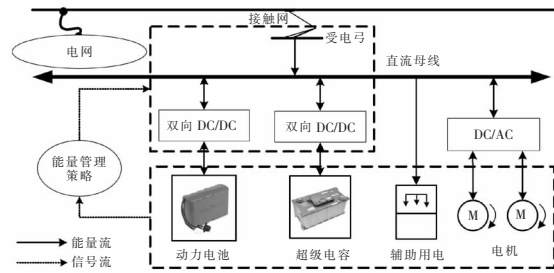 接触网
电网
受电弓
直流母线
双向 DC/DC
双向 DC/DC
DC/AC
能量管理
策略
M
M
能量流
信号流
动力电池
超级电容
辅助用电
电机